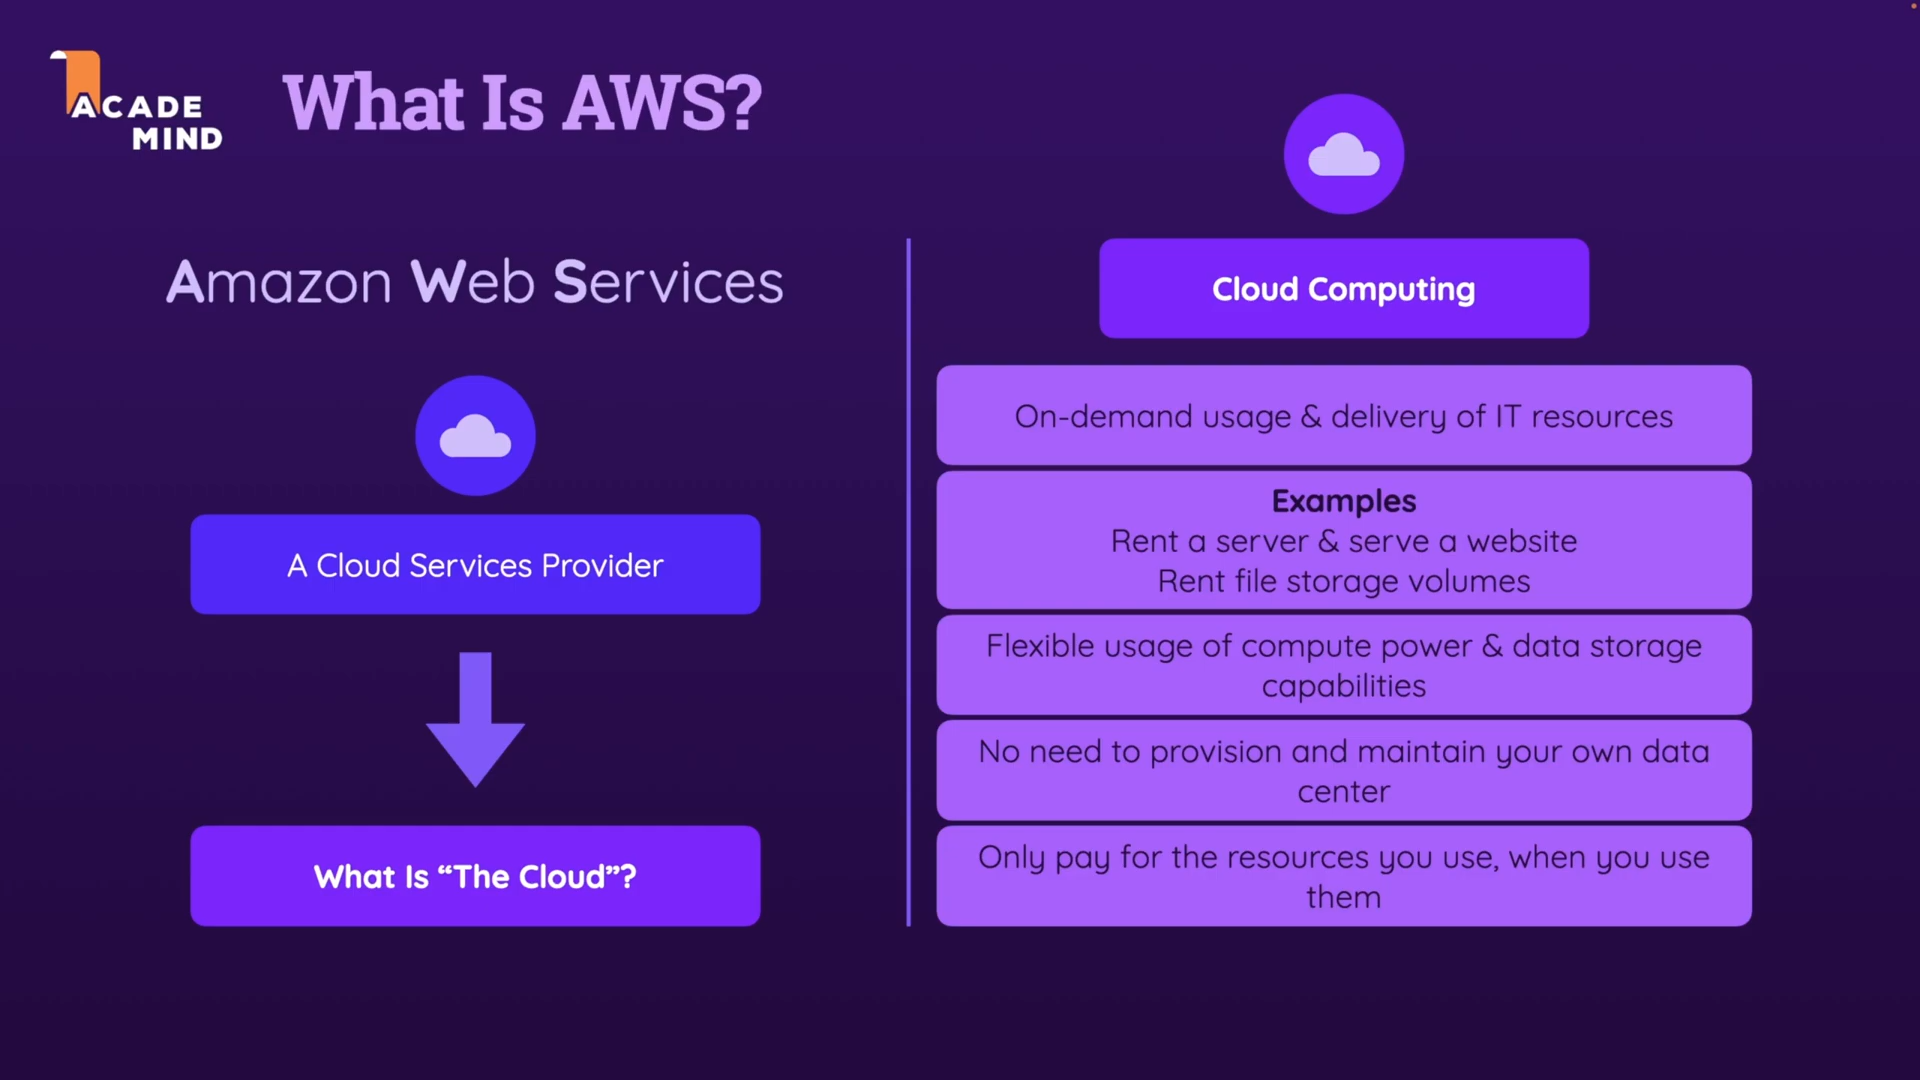 ACADE
MIND
What Is AWS?
Amazon Web Services
A Cloud Services Provider
What Is “The Cloud”?
Cloud Computing
On-demand usage & delivery of IT resources
Examples
Rent a server & serve a website
Rent file storage volumes
Flexible usage of compute power & data storage
capabilities
No need to provision and maintain your own data
center
Only pay for the resources you use, when you use
them